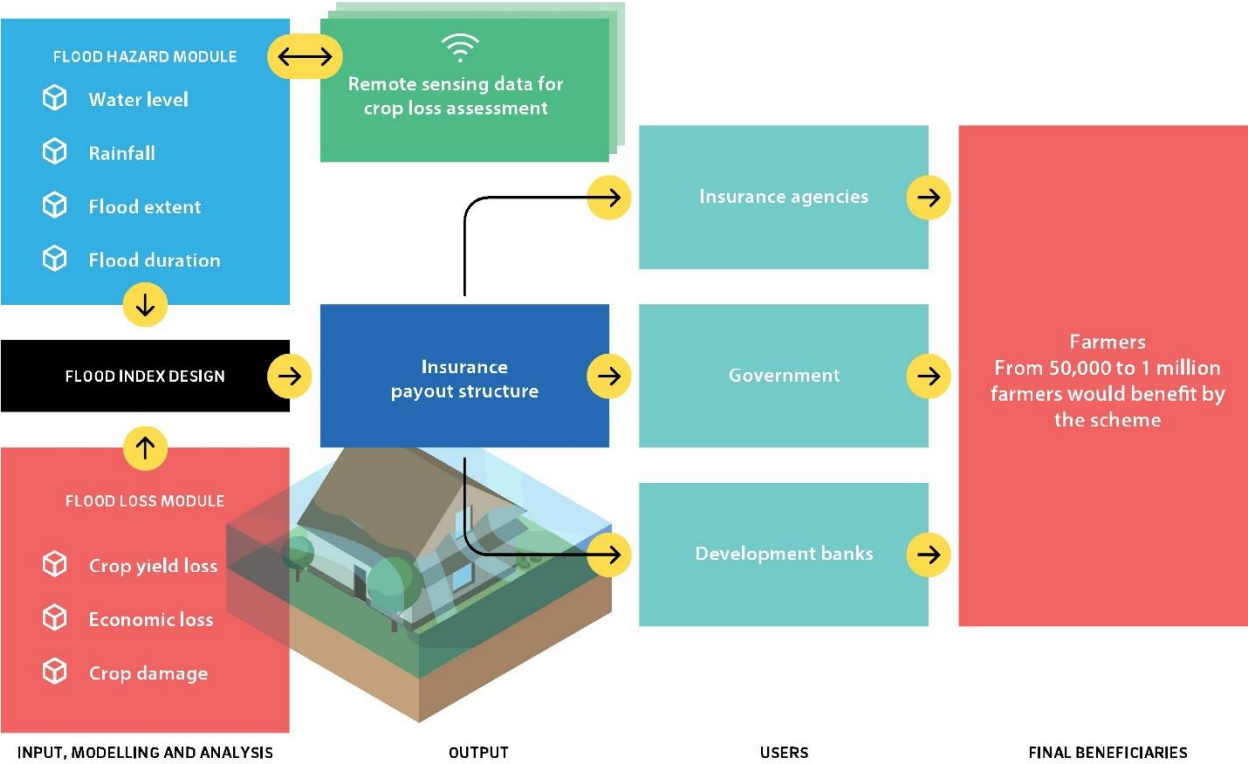 FLOOD HAZARD MODULE
Water level
Rainfall
Flood extent
Flood duration
FLOOD INDEX DESIGN
FLOOD LOSS MODULE
Crop yield loss
Economic loss
Crop damage
INPUT, MODELLING AND ANALYSIS
Remote sensing data for
crop loss assessment
Insurance
payout structure
OUTPUT
Insurance agencies
Government
Development banks
USERS
Farmers
From 50,000 to 1 million
farmers would benefit by
the scheme
FINAL BENEFICIARIES